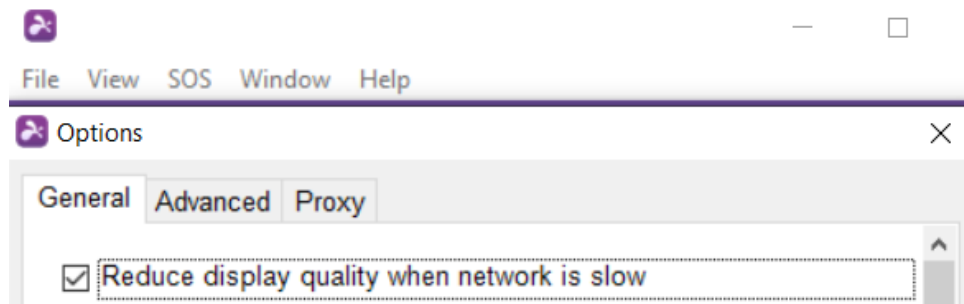 File View SOS Window Help
Options
General Advanced Proxy
Reduce display quality when network is slow